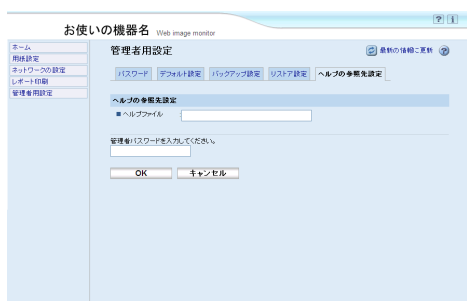 お使いの機器名 Web image monitor
ホーム
用紙設定
ネットワークの設定
レポート印刷
管理者用設定
管理者用設定
最新の情報に更新
パスワード デフォルト設定 バックアップ設定 リストア設定 ヘルプの参照先設定
ヘルプの参照先設定
■ ヘルプファイル :
管理者パスワードを入力してください。
OK キャンセル